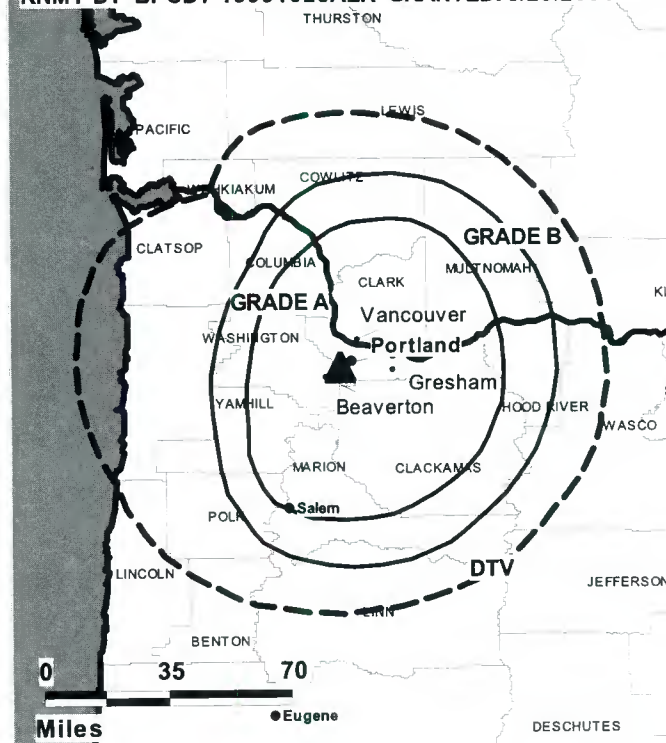 THURSTON
LEWIS
PACIFIC
COWLITZ
WAHKIAKUM
GRADE B
CLATSOP
COLUMBIA
MULTNOMAH
CLARK
GRADE A
Vancouver
WASHINGTON
Portland
Gresham
YAMHILL
Beaverton
HOOD RIVER
WASCO
MARION
CLACKAMAS
Salem
POLK
DTV
LINCOLN
JEFFERSON
LINN
BENTON
0 35 70
Miles
Eugene
DESCHUTES